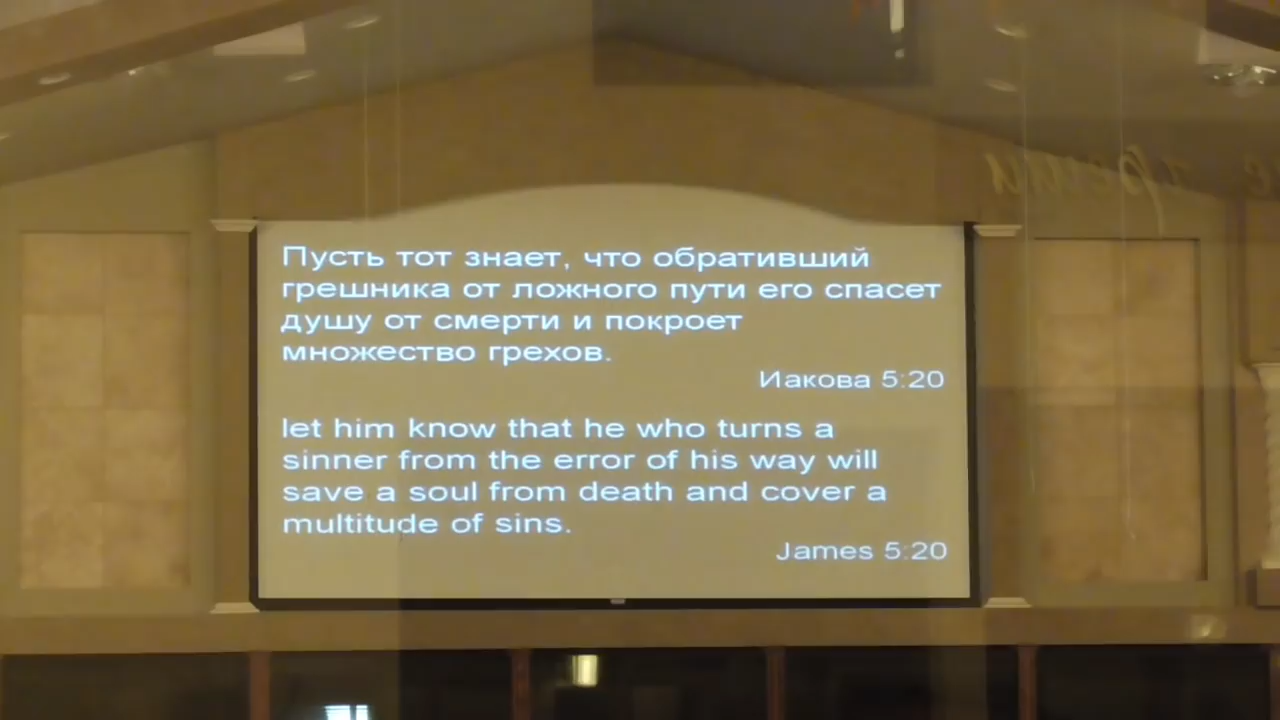 Пусть тот знает, что обративший
грешника от ложного пути его спасет
душу от смерти и покроет
множество грехов.
Иакова 5:20
let him know that he who turns a
sinner from the error of his way will
save a soul from death and cover a
multitude of sins.
James 5:20